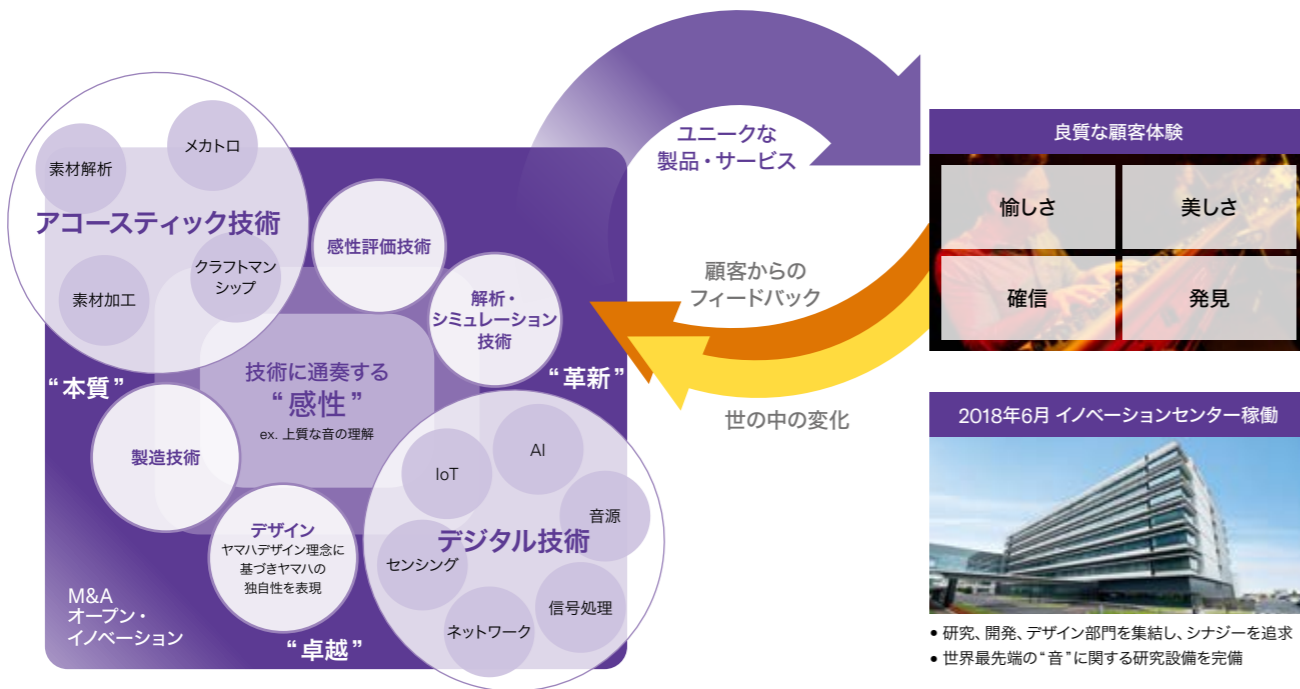 素材解析
メカトロ
アコースティック技術
素材加工
クラフトマン
シップ
感性評価技術
解析・
シミュレーション
技術
“本質”
技術に通奏する
“感性”
ex. 上質な音の理解
“革新”
製造技術
デザイン
ヤマハデザイン理念に
基づきヤマハの
独自性を表現
IoT
AI
音源
デジタル技術
センシング
信号処理
ネットワーク
M&A
オープン・
イノベーション
“卓越”
ユニークな
製品・サービス
顧客からの
フィードバック
世の中の変化
良質な顧客体験
愉しさ
美しさ
確信
発見
2018年6月 イノベーションセンター稼働
• 研究、開発、デザイン部門を集結し、シナジーを追求
• 世界最先端の“音”に関する研究設備を完備